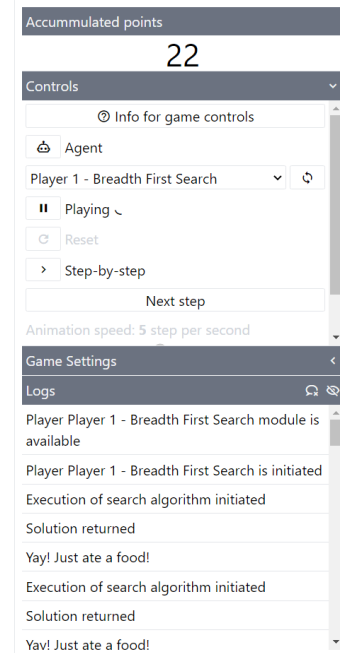 Accummulated points
22
Controls
Info for game controls
Agent
Player 1 - Breadth First Search
Playing
Reset
Step-by-step
Next step
Animation speed: 5 step per second
Game Settings
Logs
Player Player 1 - Breadth First Search module is
available
Player Player 1 - Breadth First Search is initiated
Execution of search algorithm initiated
Solution returned
Yay! Just ate a food!
Execution of search algorithm initiated
Solution returned
Yay! Just ate a food!